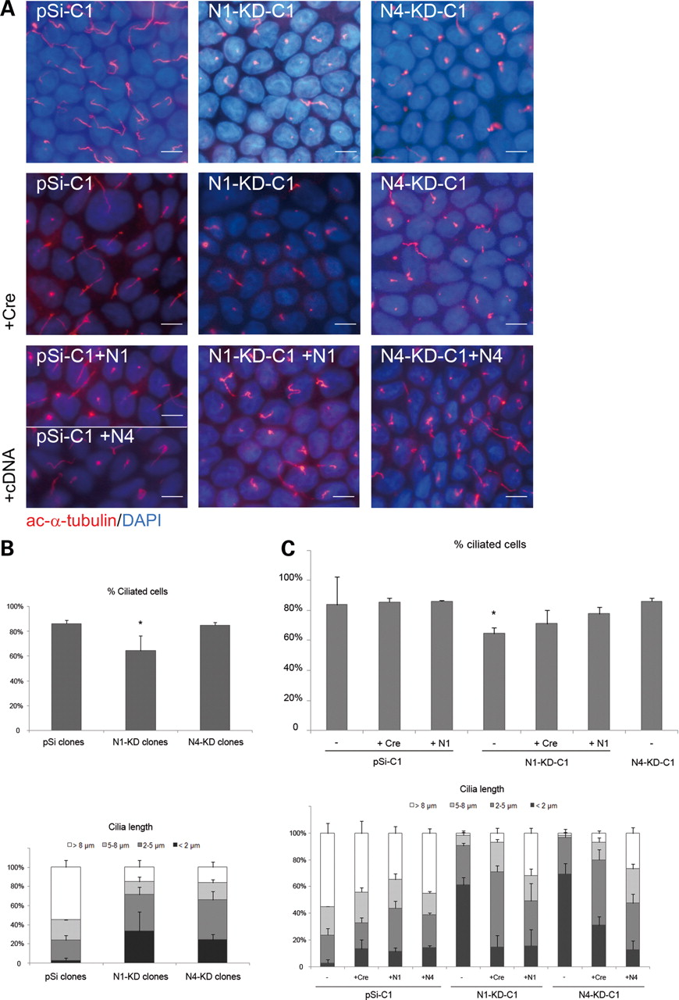 A
pSi-C1
N1-KD-C1
N4-KD-C1
+Cre
pSi-C1
N1-KD-C1
N4-KD-C1
+cDNA
pSi-C1+N1
N1-KD-C1 +N1
N4-KD-C1+N4
pSi-C1 +N4
ac-α-tubulin/DAPI
B
% Ciliated cells
100%
80%
60%
40%
20%
0
*
pSi clones
N1-KD clones
N4-KD clones
Cilia length
> 8 µm
5-8 µm
2-5 µm
< 2 µm
100%
80%
60%
40%
20%
0
pSi clones
N1-KD clones
N4-KD clones
C
% ciliated cells
100%
80%
60%
40%
20%
0
*
-
+ Cre
+ N1
-
+ Cre
+ N1
-
pSi-C1
N1-KD-C1
N4-KD-C1
Cilia length
> 8 µm
5-8 µm
2-5 µm
< 2 µm
100%
80%
60%
40%
20%
0
-
+Cre
+N1
+N4
-
+Cre
+N1
-
+Cre
+N4
pSi-C1
N1-KD-C1
N4-KD-C1